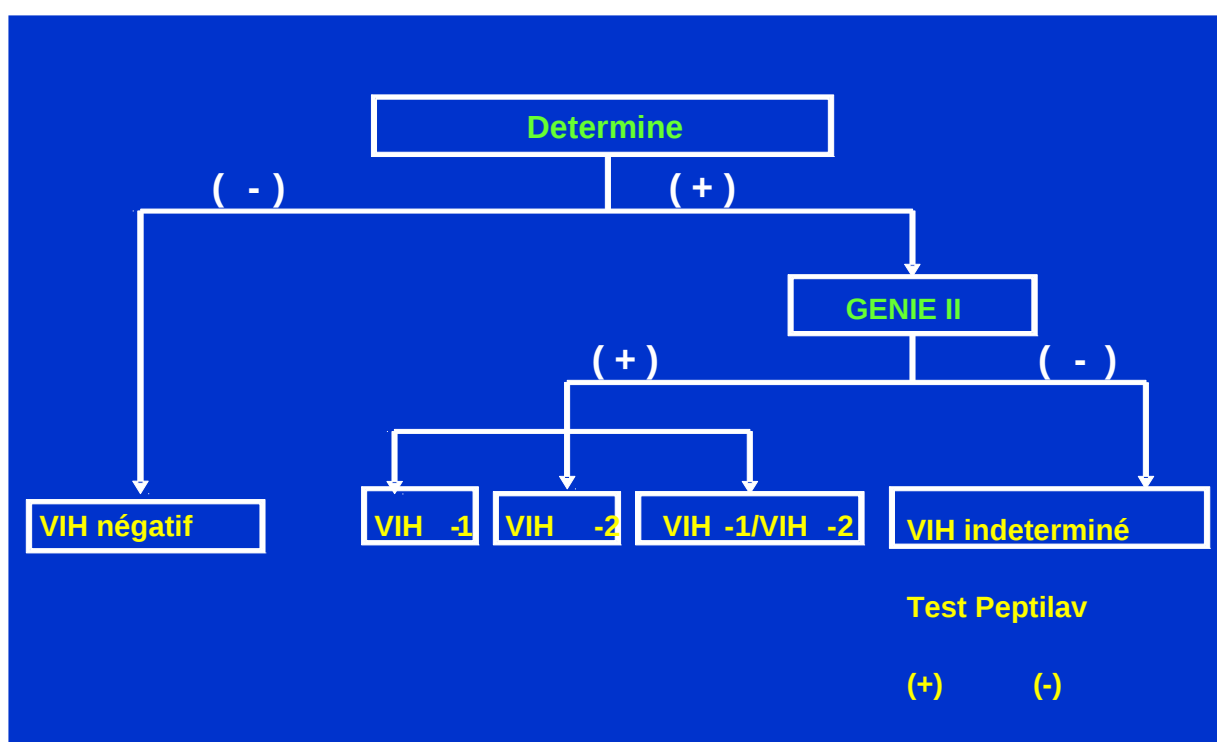 Determine
( - ) ( + )
GENIE II
( + ) ( - )
VIH négatif VIH -1 VIH -2 VIH -1/VIH -2 VIH indeterminé
Test Peptilav
(+) (-)